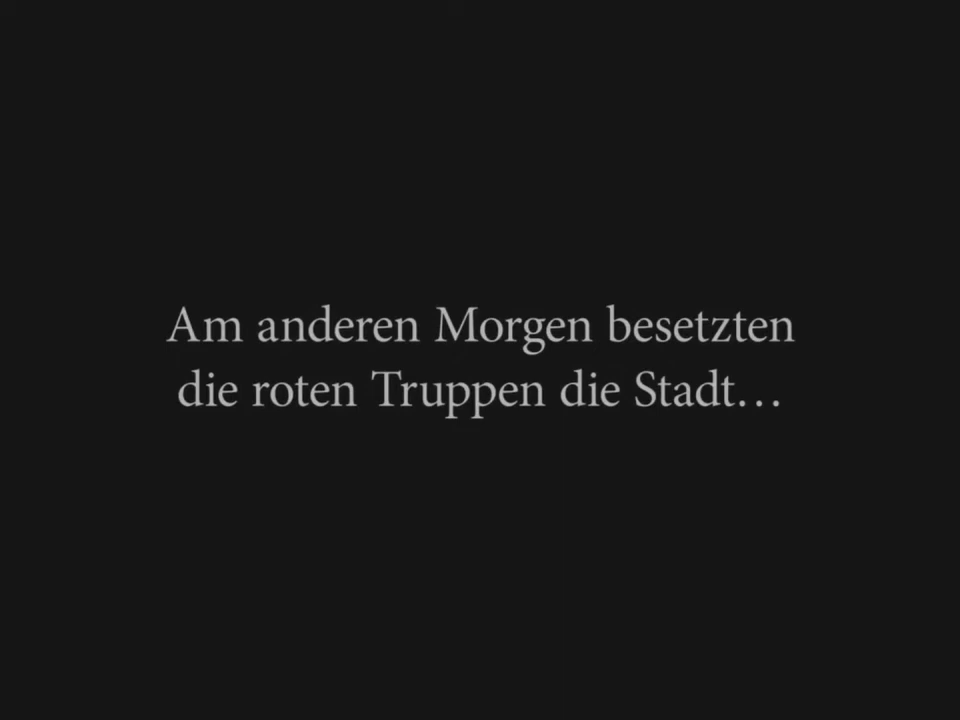 Am anderen Morgen besetzten
die roten Truppen die Stadt…